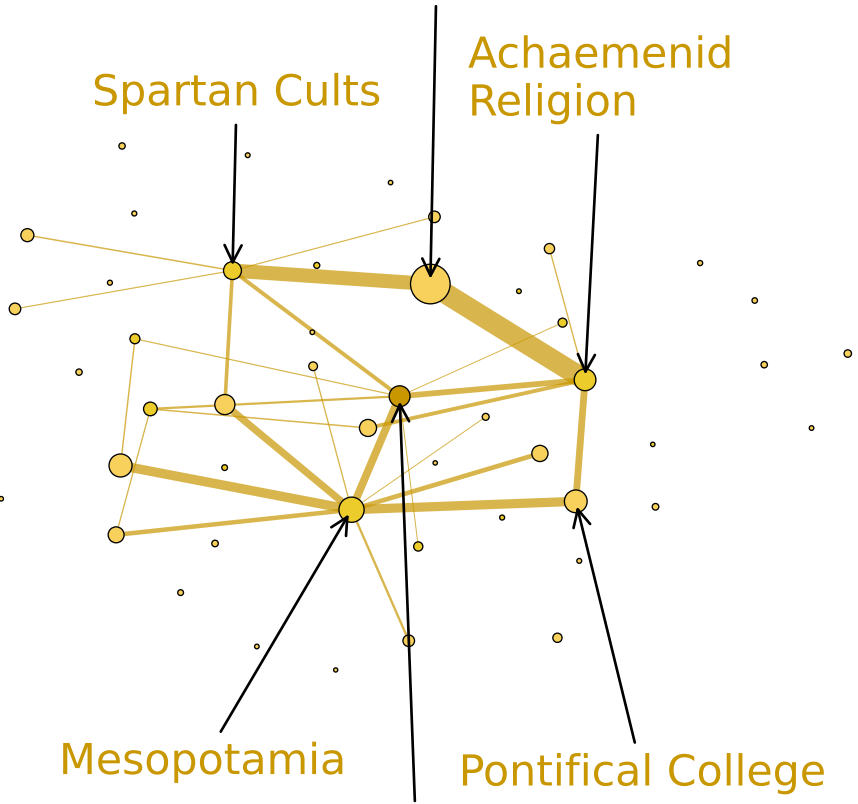 Achaemenid
Religion
Spartan Cults
Mesopotamia
Pontifical College